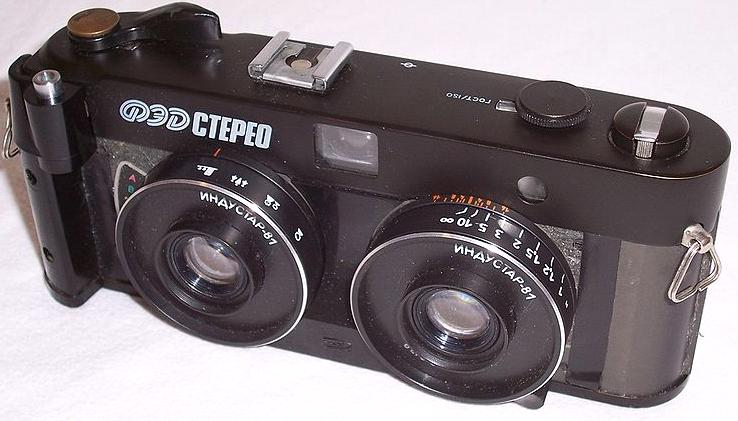 ФЭД СТЕРЕО
ГОСТ/ISO
А
В
ИНДУСТАР-81
ИНДУСТАР-81
∞ 10 5 3 2 1,5 1,2 1